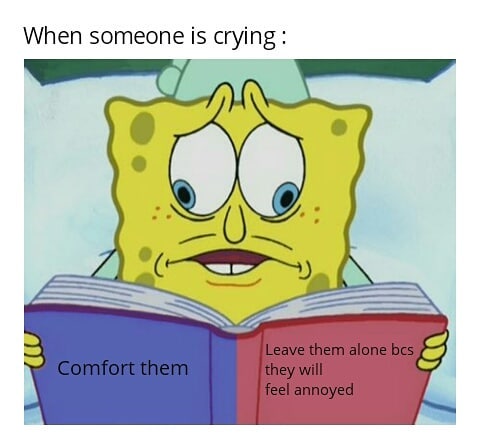 When someone is crying :
Comfort them
Leave them alone bcs
they will
feel annoyed